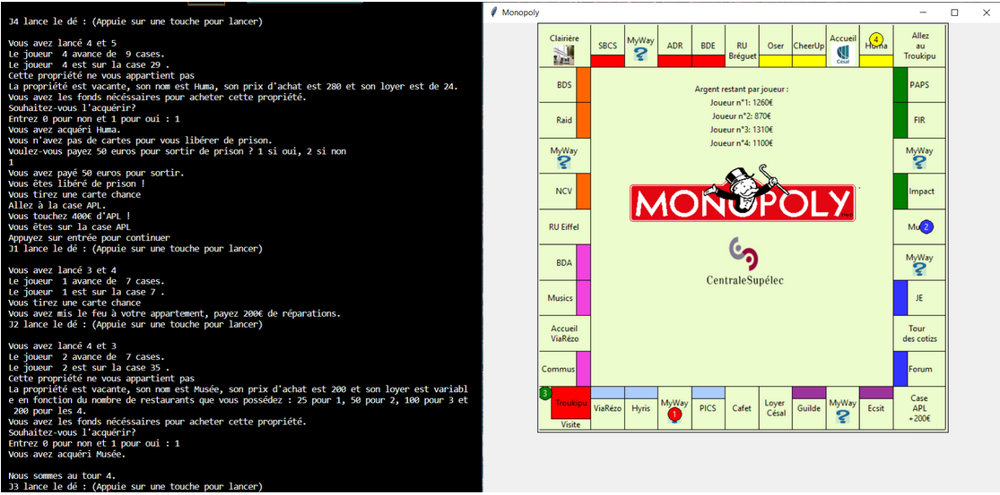 J4 lance le dé : (Appuie sur une touche pour lancer)
Vous avez lancé 4 et 5
Le joueur  4 avance de  9 cases.
Le joueur  4 est sur la case 29 .
Cette propriété ne vous appartient pas
La propriété est vacante, son nom est Huma, son prix d'achat est 280 et son loyer est de 24.
Vous avez les fonds nécéssaires pour acheter cette propriété.
Souhaitez-vous l'acquérir?
Entrez 0 pour non et 1 pour oui : 1
Vous avez acquéri Huma.
Vous n'avez pas de cartes pour vous libérer de prison.
Voulez-vous payez 50 euros pour sortir de prison ? 1 si oui, 2 si non
1
Vous avez payé 50 euros pour sortir.
Vous êtes libéré de prison !
Vous tirez une carte chance
Allez à la case APL.
Vous touchez 400€ d'APL !
Vous êtes sur la case APL
Appuyez sur entrée pour continuer
J1 lance le dé : (Appuie sur une touche pour lancer)
Vous avez lancé 3 et 4
Le joueur  1 avance de  7 cases.
Le joueur  1 est sur la case 7 .
Vous tirez une carte chance
Vous avez mis le feu à votre appartement, payez 200€ de réparations.
J2 lance le dé : (Appuie sur une touche pour lancer)
Vous avez lancé 4 et 3
Le joueur  2 avance de  7 cases.
Le joueur  2 est sur la case 35 .
Cette propriété ne vous appartient pas
La propriété est vacante, son nom est Musée, son prix d'achat est 200 et son loyer est variabl
e en fonction du nombre de restaurants que vous possédez : 25 pour 1, 50 pour 2, 100 pour 3 et
 200 pour les 4.
Vous avez les fonds nécéssaires pour acheter cette propriété.
Souhaitez-vous l'acquérir?
Entrez 0 pour non et 1 pour oui : 1
Vous avez acquéri Musée.
Nous sommes au tour 4.
J3 lance le dé : (Appuie sur une touche pour lancer)
Monopoly
Clairière
SBCS
MyWay
?
ADR
BDE
RU
Bréguet
Oser
CheerUp
Accueil
Césal
Huma
4
Allez
au
Troukipu
BDS
Raid
MyWay
?
NCV
RU Eiffel
BDA
Musics
Accueil
ViaRézo
Commus
Argent restant par joueur :
Joueur n°1: 1260€
Joueur n°2: 870€
Joueur n°3: 1310€
Joueur n°4: 1100€
MONOPOLY
CentraleSupélec
PAPS
FIR
MyWay
?
Impact
2
MyWay
?
JE
Tour
des cotizs
Forum
3
Troukipu
Visite
ViaRézo
Hyris
MyWay
1
PICS
Cafet
Loyer
Césal
Guilde
MyWay
?
Ecsit
Case
APL
+200€